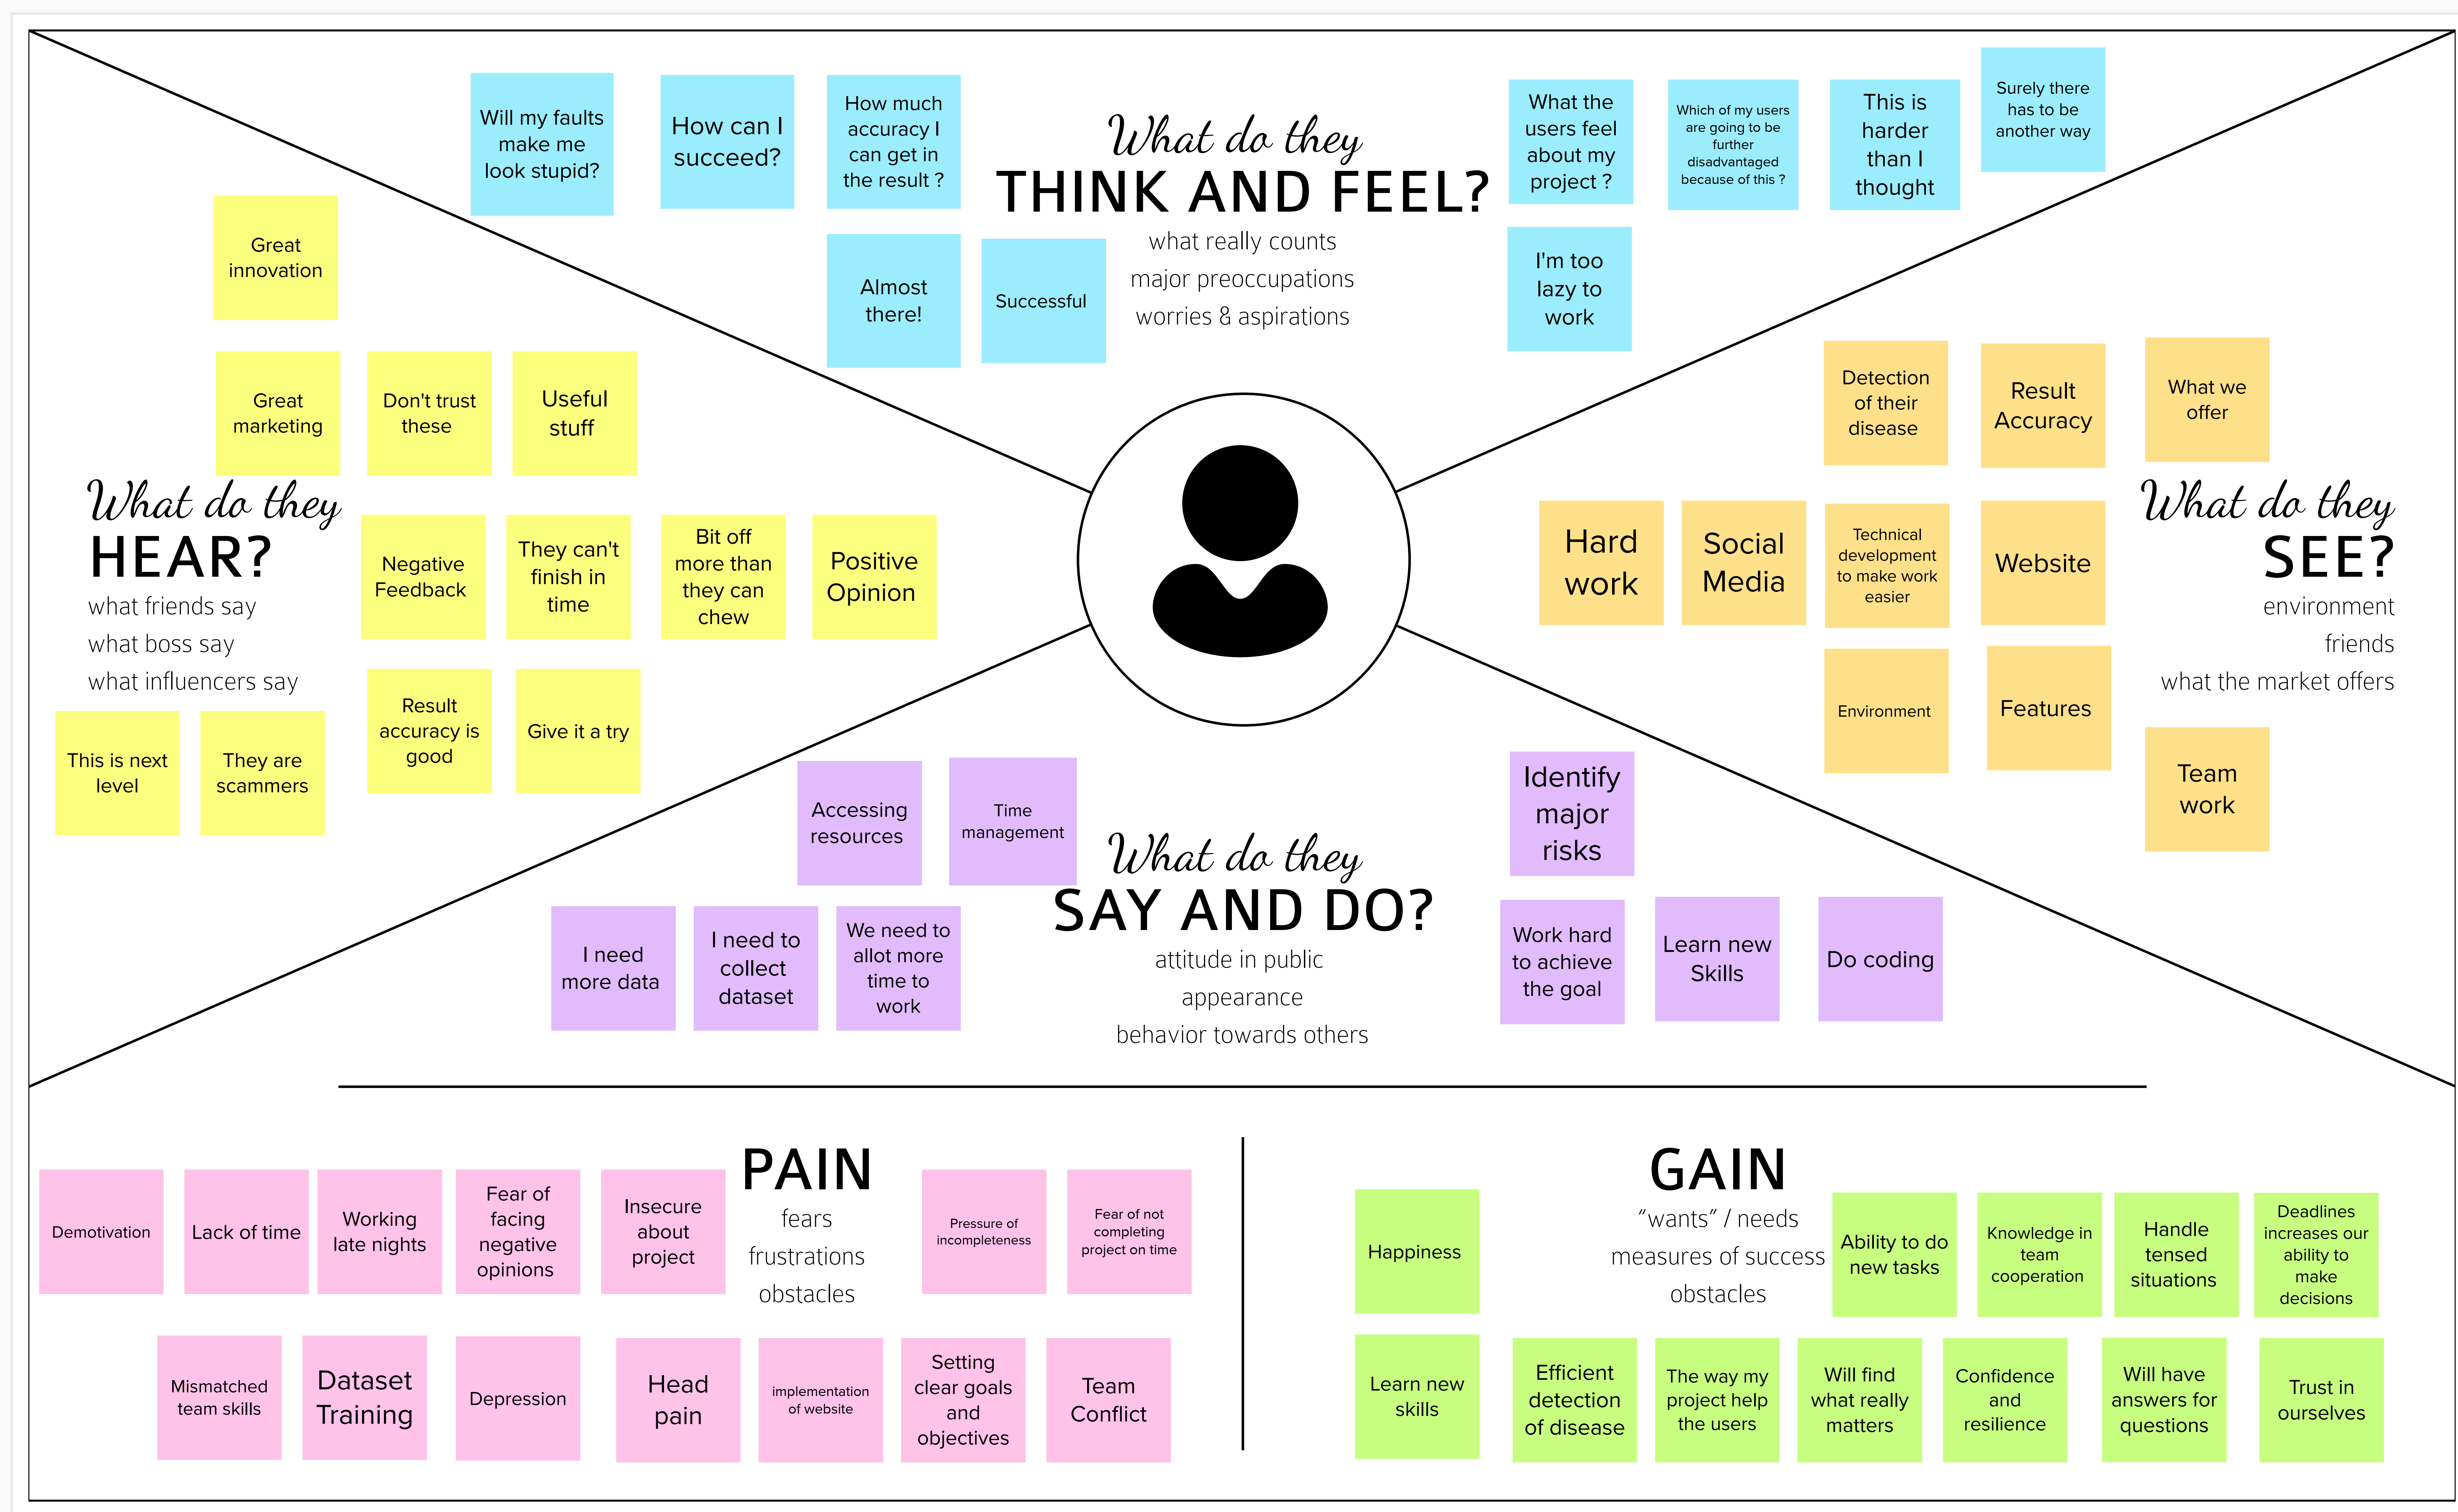 Will my faults
make me
look stupid?
How can I
succeed?
How much
accuracy I
can get in
the result ?
Almost
there!
Successful
What do they
THINK AND FEEL?
what really counts
major preoccupations
worries & aspirations
What the
users feel
about my
project ?
Which of my users
are going to be
further
disadvantaged
because of this ?
This is
harder
than I
thought
Surely there
has to be
another way
I'm too
lazy to
work
Great
innovation
Great
marketing
Don't trust
these
Useful
stuff
What do they
HEAR?
what friends say
what boss say
what influencers say
Negative
Feedback
They can't
finish in
time
Bit off
more than
they can
chew
Positive
Opinion
Result
accuracy is
good
Give it a try
This is next
level
They are
scammers
Detection
of their
disease
Result
Accuracy
What we
offer
Hard
work
Social
Media
Technical
development
to make work
easier
Website
What do they
SEE?
environment
friends
what the market offers
Environment
Features
Team
work
Accessing
resources
Time
management
I need
more data
I need to
collect
dataset
We need to
allot more
time to
work
What do they
SAY AND DO?
attitude in public
appearance
behavior towards others
Identify
major
risks
Work hard
to achieve
the goal
Learn new
Skills
Do coding
PAIN
fears
frustrations
obstacles
Demotivation
Lack of time
Working
late nights
Fear of
facing
negative
opinions
Insecure
about
project
Pressure of
incompleteness
Fear of not
completing
project on time
Mismatched
team skills
Dataset
Training
Depression
Head
pain
implementation
of website
Setting
clear goals
and
objectives
Team
Conflict
GAIN
“wants” / needs
measures of success
obstacles
Happiness
Ability to do
new tasks
Knowledge in
team
cooperation
Handle
tensed
situations
Deadlines
increases our
ability to
make
decisions
Learn new
skills
Efficient
detection
of disease
The way my
project help
the users
Will find
what really
matters
Confidence
and
resilience
Will have
answers for
questions
Trust in
ourselves